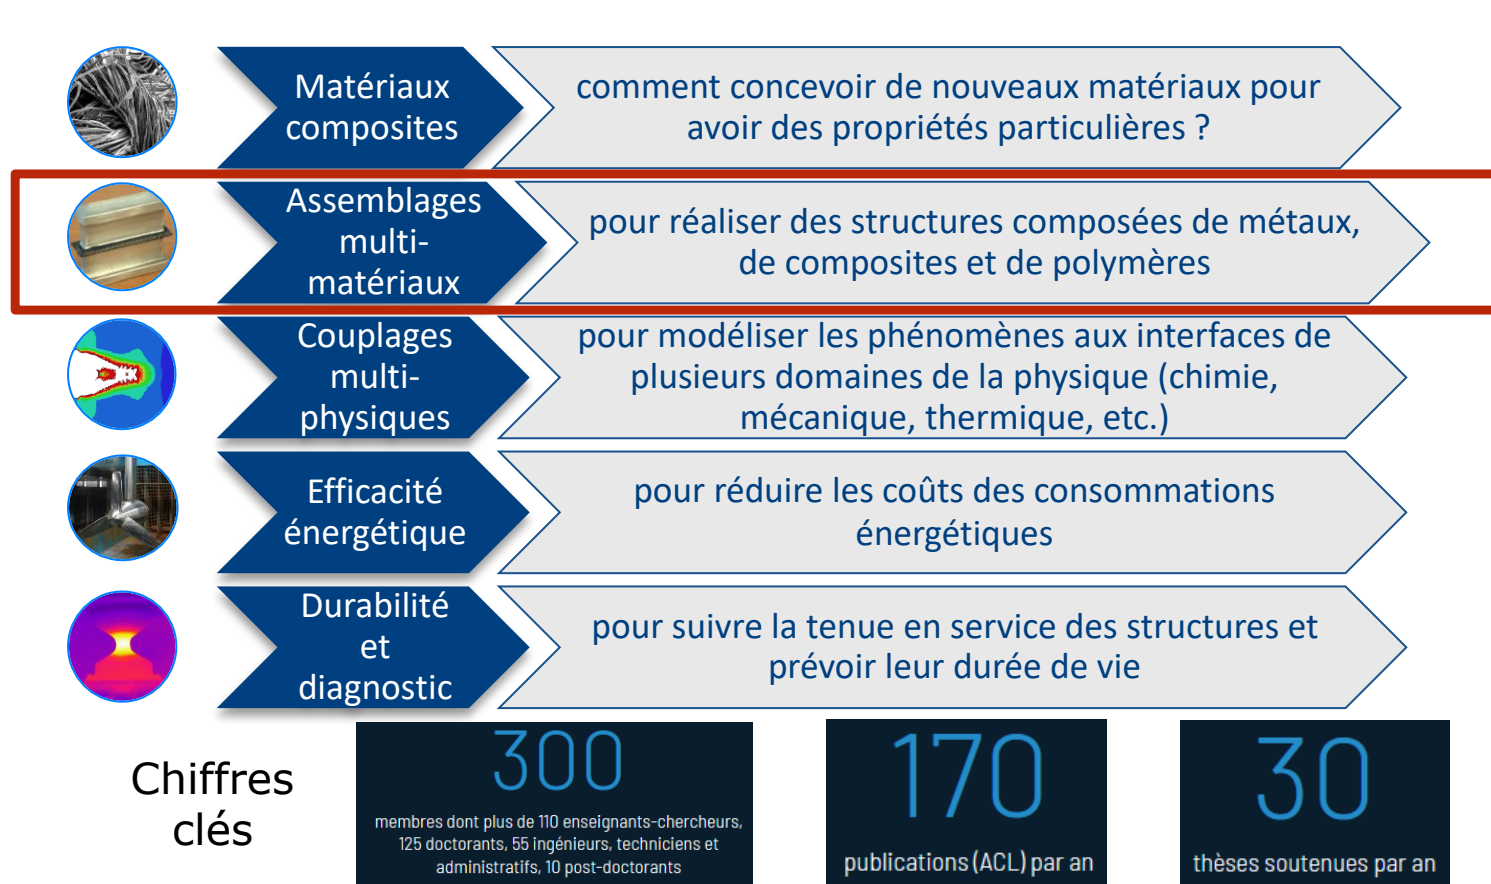 Matériaux
composites
comment concevoir de nouveaux matériaux pour
avoir des propriétés particulières ?
Assemblages
multi-
matériaux
pour réaliser des structures composées de métaux,
de composites et de polymères
Couplages
multi-
physiques
pour modéliser les phénomènes aux interfaces de
plusieurs domaines de la physique (chimie,
mécanique, thermique, etc.)
Efficacité
énergétique
pour réduire les coûts des consommations
énergétiques
Durabilité
et
diagnostic
pour suivre la tenue en service des structures et
prévoir leur durée de vie
Chiffres
clés
300
membres dont plus de 110 enseignants-chercheurs,
125 doctorants, 55 ingénieurs, techniciens et
administratifs, 10 post-doctorants
170
publications (ACL) par an
30
thèses soutenues par an